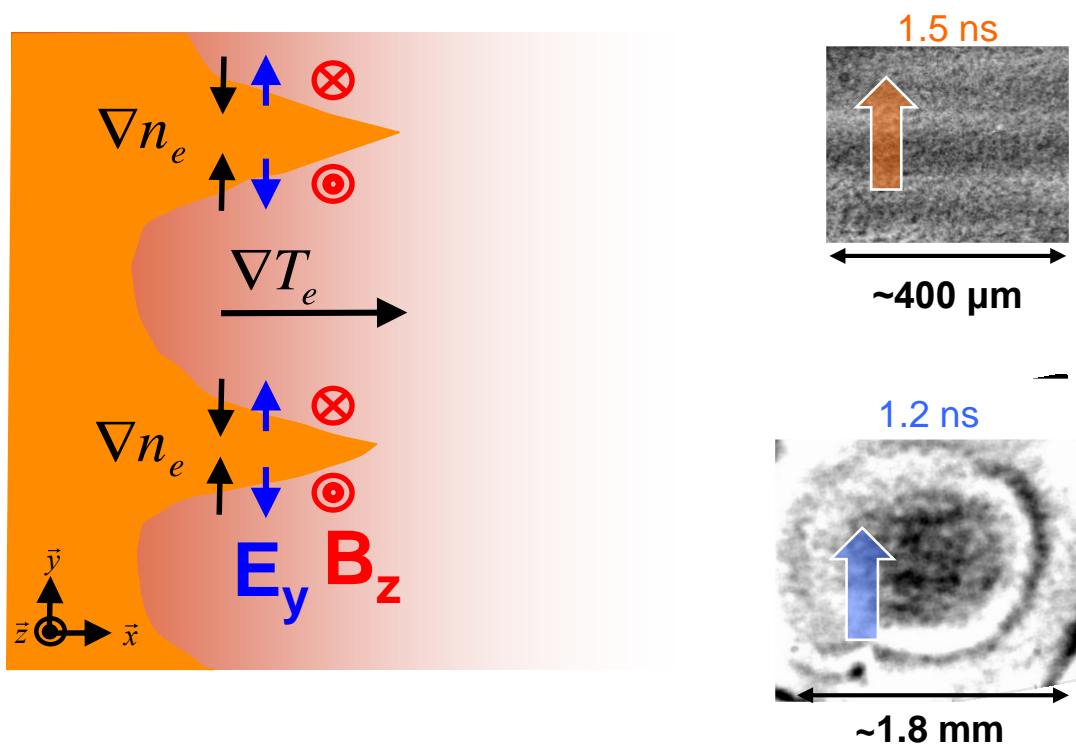 ∇n_e
∇T_e
∇n_e
E_y B_z
y⃗
z⃗ x⃗
1.5 ns
~400 µm
1.2 ns
~1.8 mm